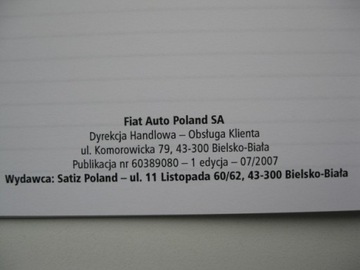 Fiat Auto Poland SA
Dyrekcja Handlowa – Obsługa Klienta
ul. Komorowicka 79, 43-300 Bielsko-Biała
Publikacja nr 60389080 – 1 edycja – 07/2007
Wydawca: Satiz Poland – ul. 11 Listopada 60/62, 43-300 Bielsko-Biała